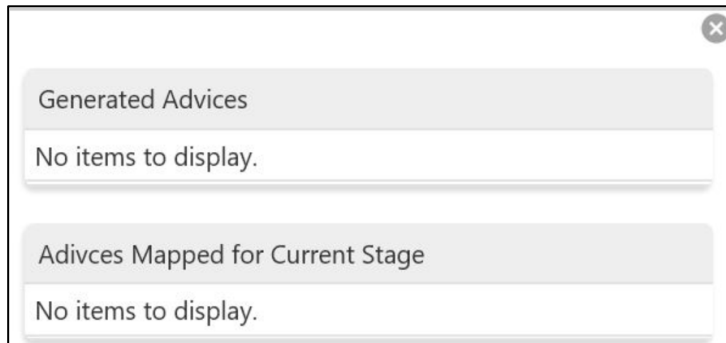 Generated Advices
No items to display.
Adivces Mapped for Current Stage
No items to display.